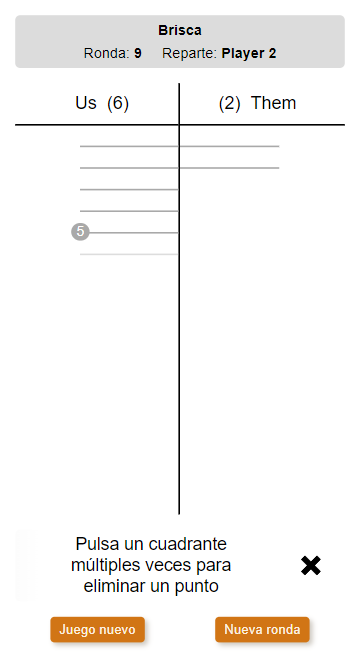 Brisca
Ronda: 9 Reparte: Player 2
Us (6) (2) Them
5
Pulsa un cuadrante
múltiples veces para
eliminar un punto
Juego nuevo Nueva ronda